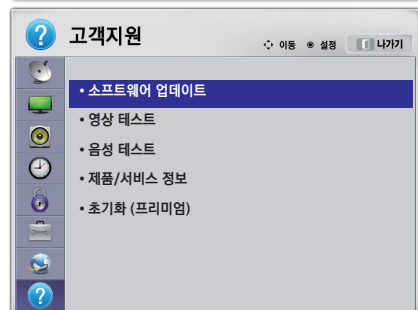 고객지원
이동 설정 나가기
• 소프트웨어 업데이트
• 영상 테스트
• 음성 테스트
• 제품/서비스 정보
• 초기화 (프리미엄)